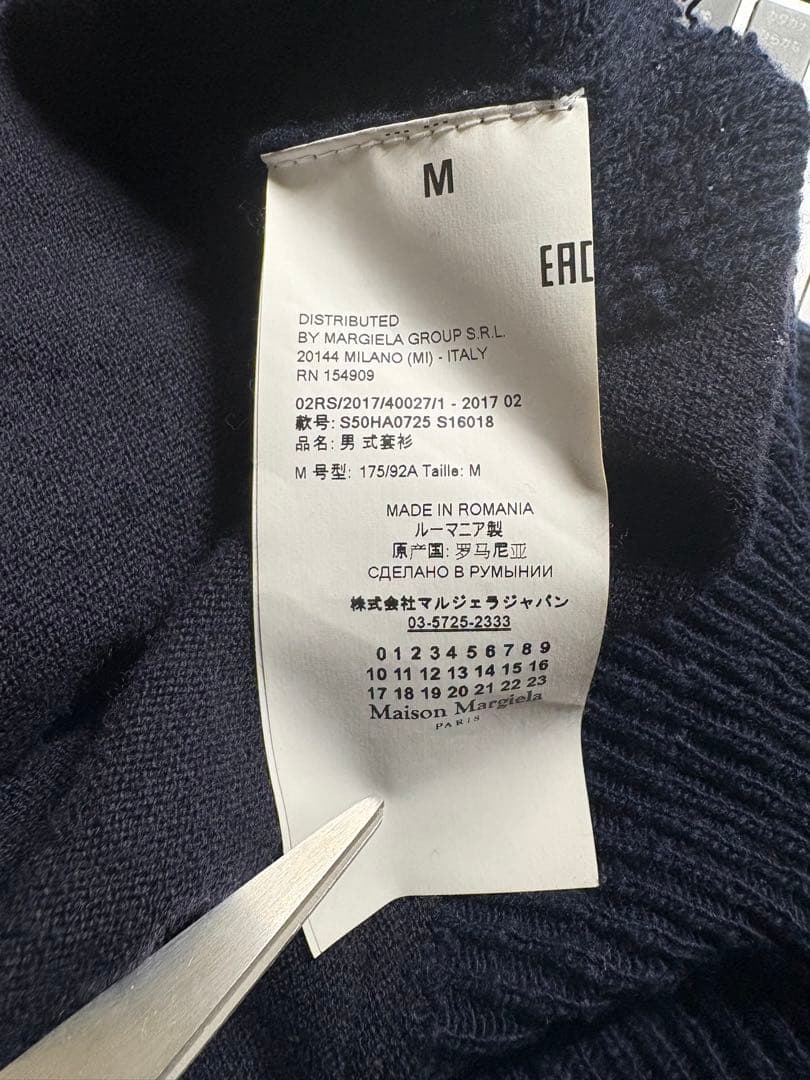 M
EAC
DISTRIBUTED
BY MARGIELA GROUP S.R.L.
20144 MILANO (MI) - ITALY
RN 154909
02RS/2017/40027/1 - 2017 02
款号: S50HA0725 S16018
品名: 男 式套衫
M 号型: 175/92A Taille: M
MADE IN ROMANIA
ルーマニア製
原产国: 罗马尼亚
СДЕЛАНО В РУМЫНИИ
株式会社マルジェラジャパン
03-5725-2333
0 1 2 3 4 5 6 7 8 9
10 11 12 13 14 15 16
17 18 19 20 21 22 23
Maison Margiela
PARIS